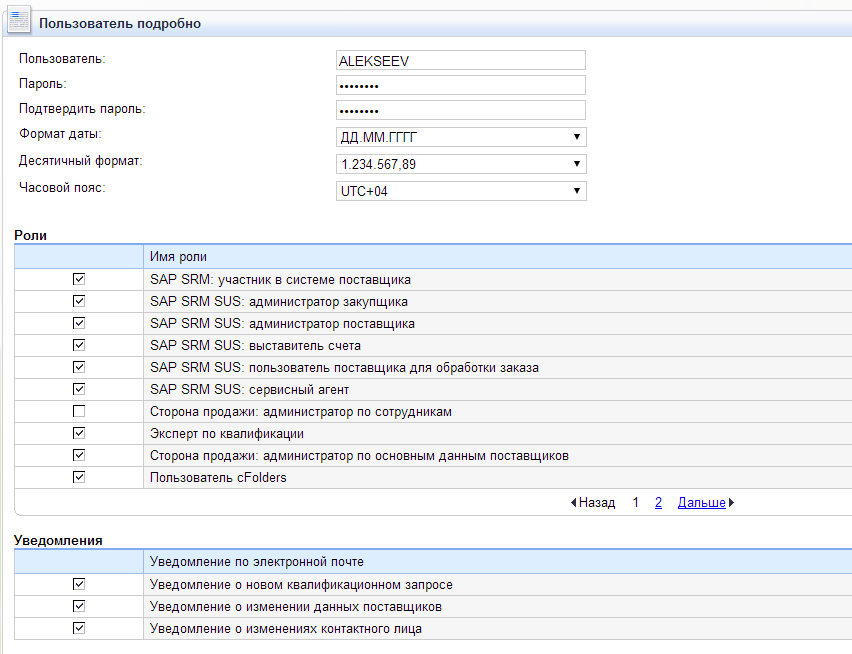 Пользователь подробно
Пользователь: ALEKSEEV
Пароль: ••••••••
Подтвердить пароль: ••••••••
Формат даты: ДД.ММ.ГГГГ
Десятичный формат: 1.234.567,89
Часовой пояс: UTC+04
Роли
Имя роли
SAP SRM: участник в системе поставщика
SAP SRM SUS: администратор закупщика
SAP SRM SUS: администратор поставщика
SAP SRM SUS: выставитель счета
SAP SRM SUS: пользователь поставщика для обработки заказа
SAP SRM SUS: сервисный агент
Сторона продажи: администратор по сотрудникам
Эксперт по квалификации
Сторона продажи: администратор по основным данным поставщиков
Пользователь cFolders
Назад 1 2 Дальше
Уведомления
Уведомление по электронной почте
Уведомление о новом квалификационном запросе
Уведомление о изменении данных поставщиков
Уведомление о изменениях контактного лица